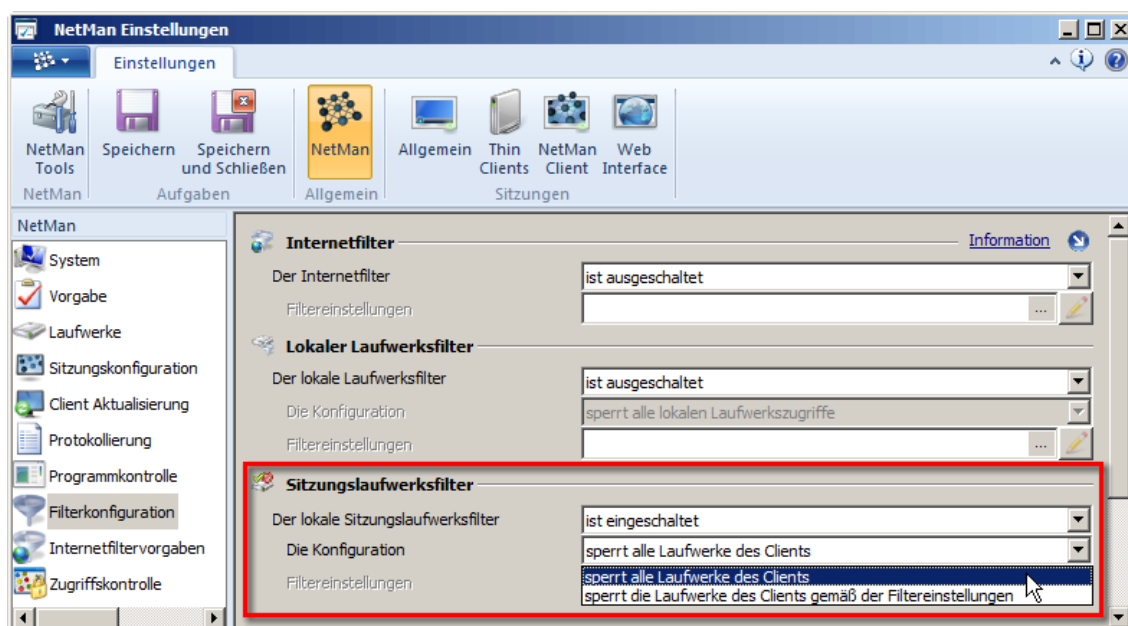 NetMan Einstellungen
Einstellungen
NetMan Tools
Speichern
Speichern und Schließen
NetMan
Allgemein
Thin Clients
NetMan Client
Web Interface
NetMan
Aufgaben
Allgemein
Sitzungen
NetMan
System
Vorgabe
Laufwerke
Sitzungskonfiguration
Client Aktualisierung
Protokollierung
Programmkontrolle
Filterkonfiguration
Internetfiltervorgaben
Zugriffskontrolle
Internetfilter
Information
Der Internetfilter
ist ausgeschaltet
Filtereinstellungen
...
Lokaler Laufwerksfilter
Der lokale Laufwerksfilter
ist ausgeschaltet
Die Konfiguration
sperrt alle lokalen Laufwerkszugriffe
Filtereinstellungen
...
Sitzungslaufwerksfilter
Der lokale Sitzungslaufwerksfilter
ist eingeschaltet
Die Konfiguration
sperrt alle Laufwerke des Clients
Filtereinstellungen
sperrt alle Laufwerke des Clients
sperrt die Laufwerke des Clients gemäß der Filtereinstellungen